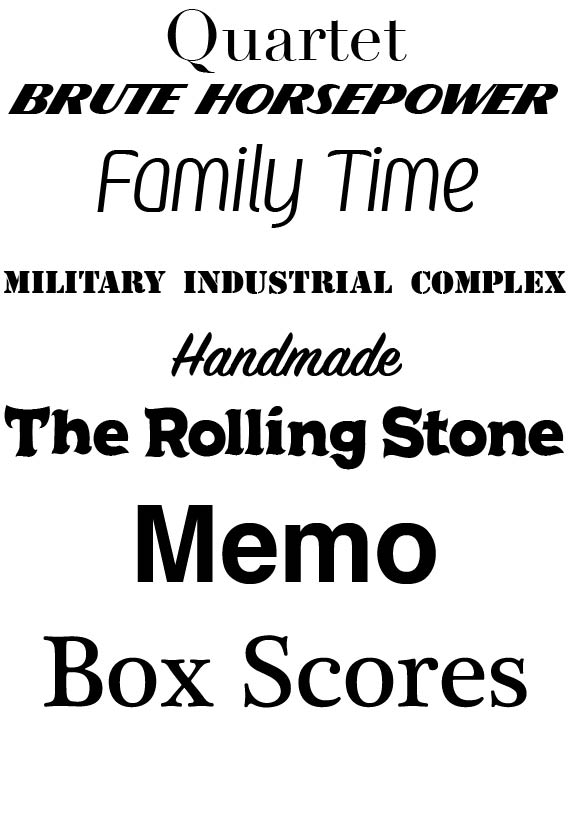 Quartet
BRUTE HORSEPOWER
Family Time
MILITARY INDUSTRIAL COMPLEX
Handmade
The Rolling Stone
Memo
Box Scores